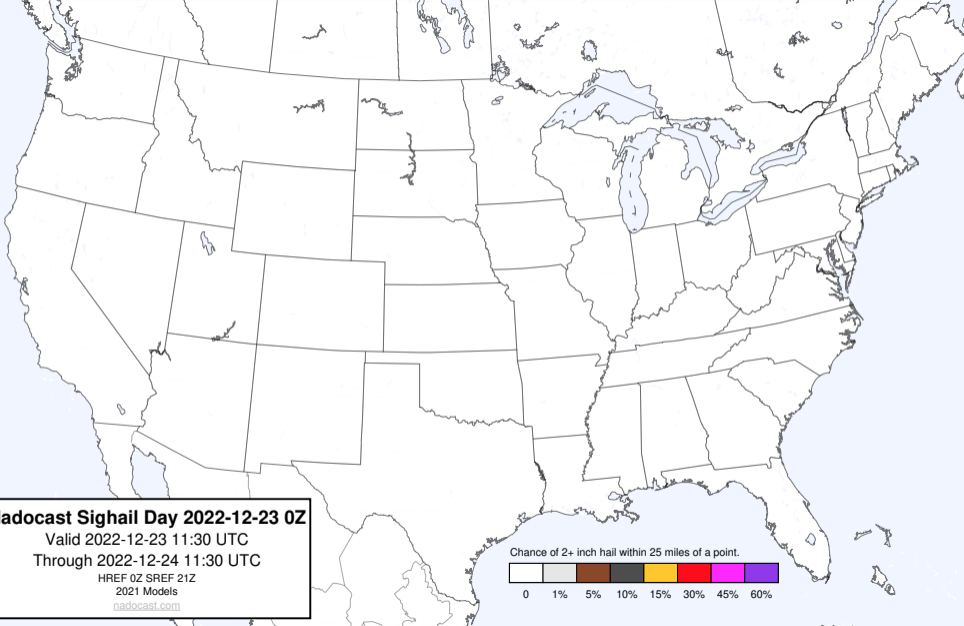 adocast Sighail Day 2022-12-23 0Z
Valid 2022-12-23 11:30 UTC
Through 2022-12-24 11:30 UTC
HREF 0Z SREF 21Z
2021 Models
nadocast.com
Chance of 2+ inch hail within 25 miles of a point.
0 1% 5% 10% 15% 30% 45% 60%